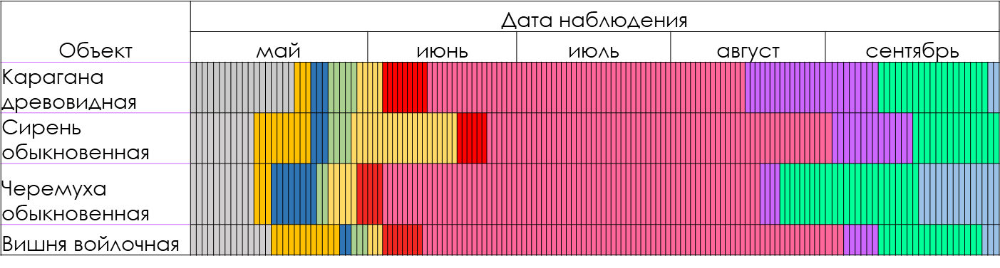 Дата наблюдения
Объект
май
июнь
июль
август
сентябрь
Карагана
древовидная
Сирень
обыкновенная
Черемуха
обыкновенная
Вишня войлочная